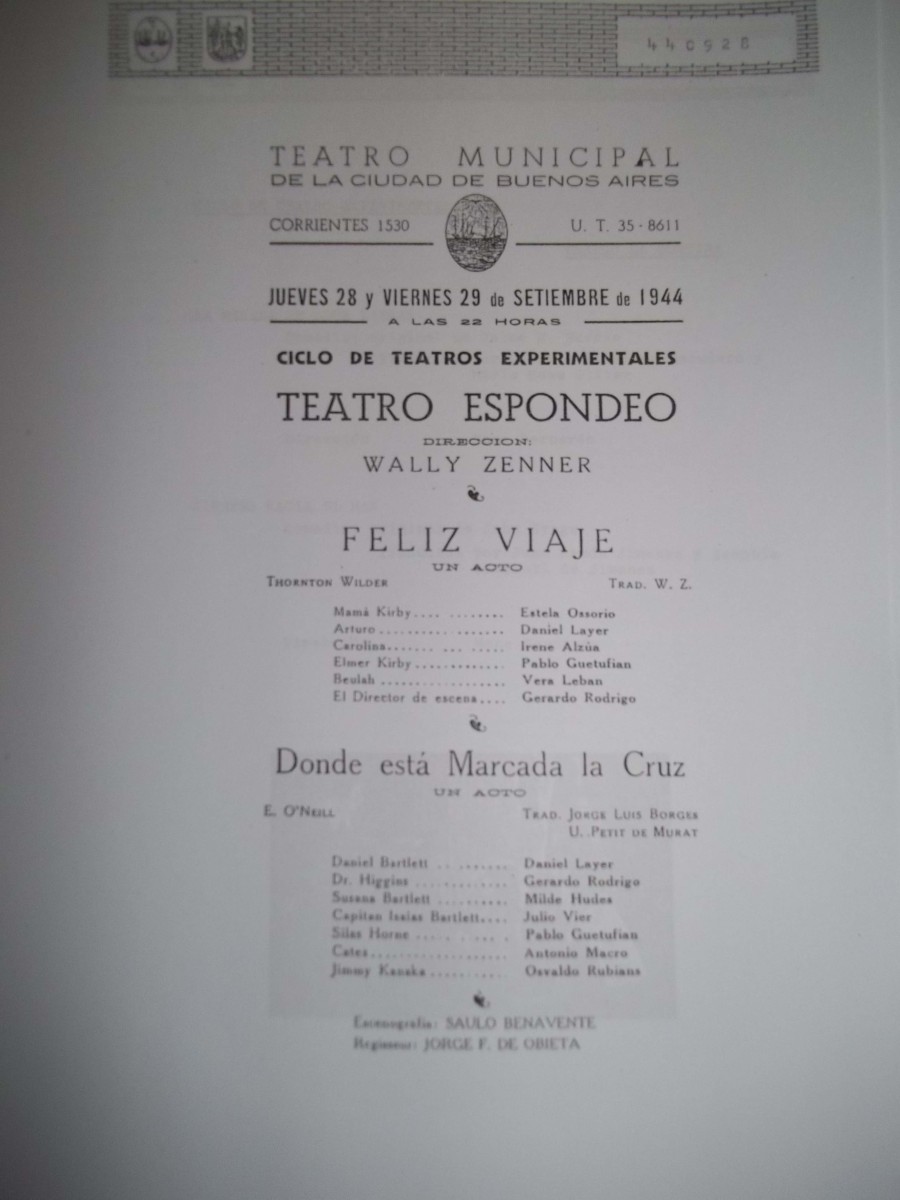 440928
TEATRO MUNICIPAL
DE LA CIUDAD DE BUENOS AIRES
CORRIENTES 1530 U. T. 35 - 8611
JUEVES 28 y VIERNES 29 de SETIEMBRE de 1944
A LAS 22 HORAS
CICLO DE TEATROS EXPERIMENTALES
TEATRO ESPONDEO
DIRECCION:
WALLY ZENNER
FELIZ VIAJE
UN ACTO
THORNTON WILDER TRAD. W. Z.
Mamá Kirby.... ........ Estela Ossorio
Arturo.......... ....... Daniel Layer
Carolina....... ... ..... Irene Alzúa
Elmer Kirby ............. Pablo Guetufian
Beulah .................. Vera Leban
El Director de escena.... Gerardo Rodrigo
Donde está Marcada la Cruz
UN ACTO
E. O'NEILL TRAD. JORGE LUIS BORGES
U. PETIT DE MURAT
Daniel Bartlett .. ........ Daniel Layer
Dr. Higgins ............. Gerardo Rodrigo
Susana Bartlett .......... Milde Hudes
Capitan Isaias Bartlett.... Julio Vier
Silas Horne ..... ..... . Pablo Guetufian
Cates................... Antonio Macro
Jimmy Kanaka ........... Osvaldo Rubians
Escenografia: SAULO BENAVENTE
Regisseur: JORGE F. DE OBIETA